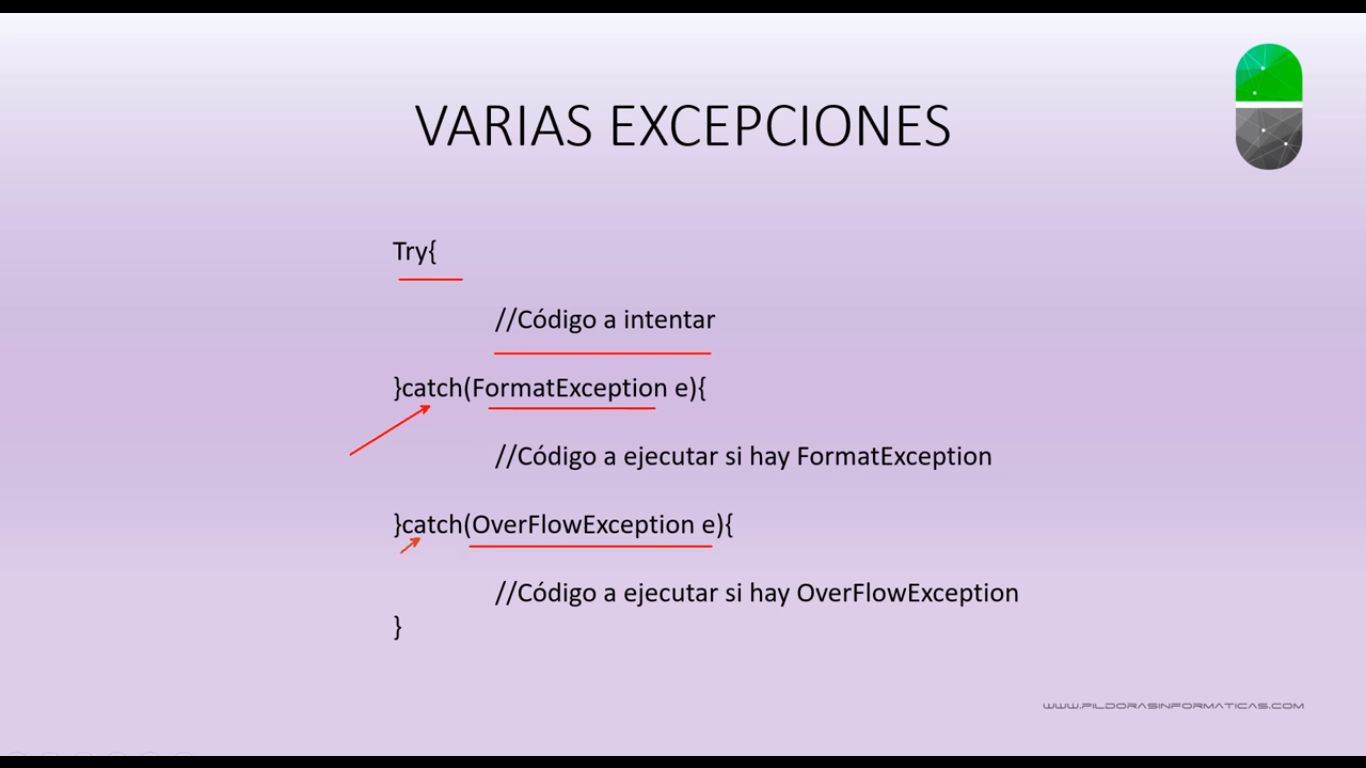 VARIAS EXCEPCIONES
Try{
//Código a intentar
}catch(FormatException e){
//Código a ejecutar si hay FormatException
}catch(OverFlowException e){
//Código a ejecutar si hay OverFlowException
}
WWW.PILDORASINFORMATICAS.COM